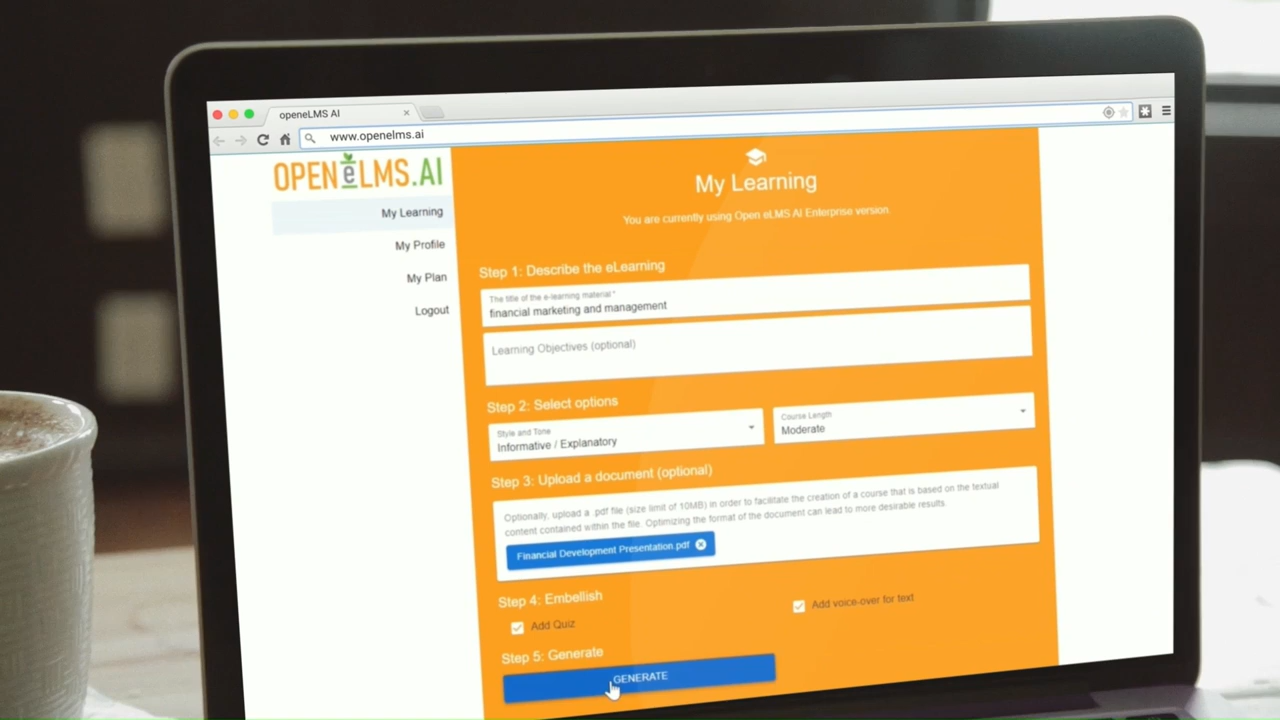 openeLMS AI
www.openelms.ai
OPENeLMS.AI
My Learning
My Profile
My Plan
Logout
My Learning
You are currently using Open eLMS AI Enterprise version.
Step 1: Describe the eLearning
The title of the e-learning material *
financial marketing and management
Learning Objectives (optional)
Step 2: Select options
Style and Tone
Informative / Explanatory
Course Length
Moderate
Step 3: Upload a document (optional)
Optionally, upload a .pdf file (size limit of 10MB) in order to facilitate the creation of a course that is based on the textual
content contained within the file. Optimizing the format of the document can lead to more desirable results
Financial Development Presentation.pdf
Step 4: Embellish
Add Quiz
Add voice-over for text
Step 5: Generate
GENERATE